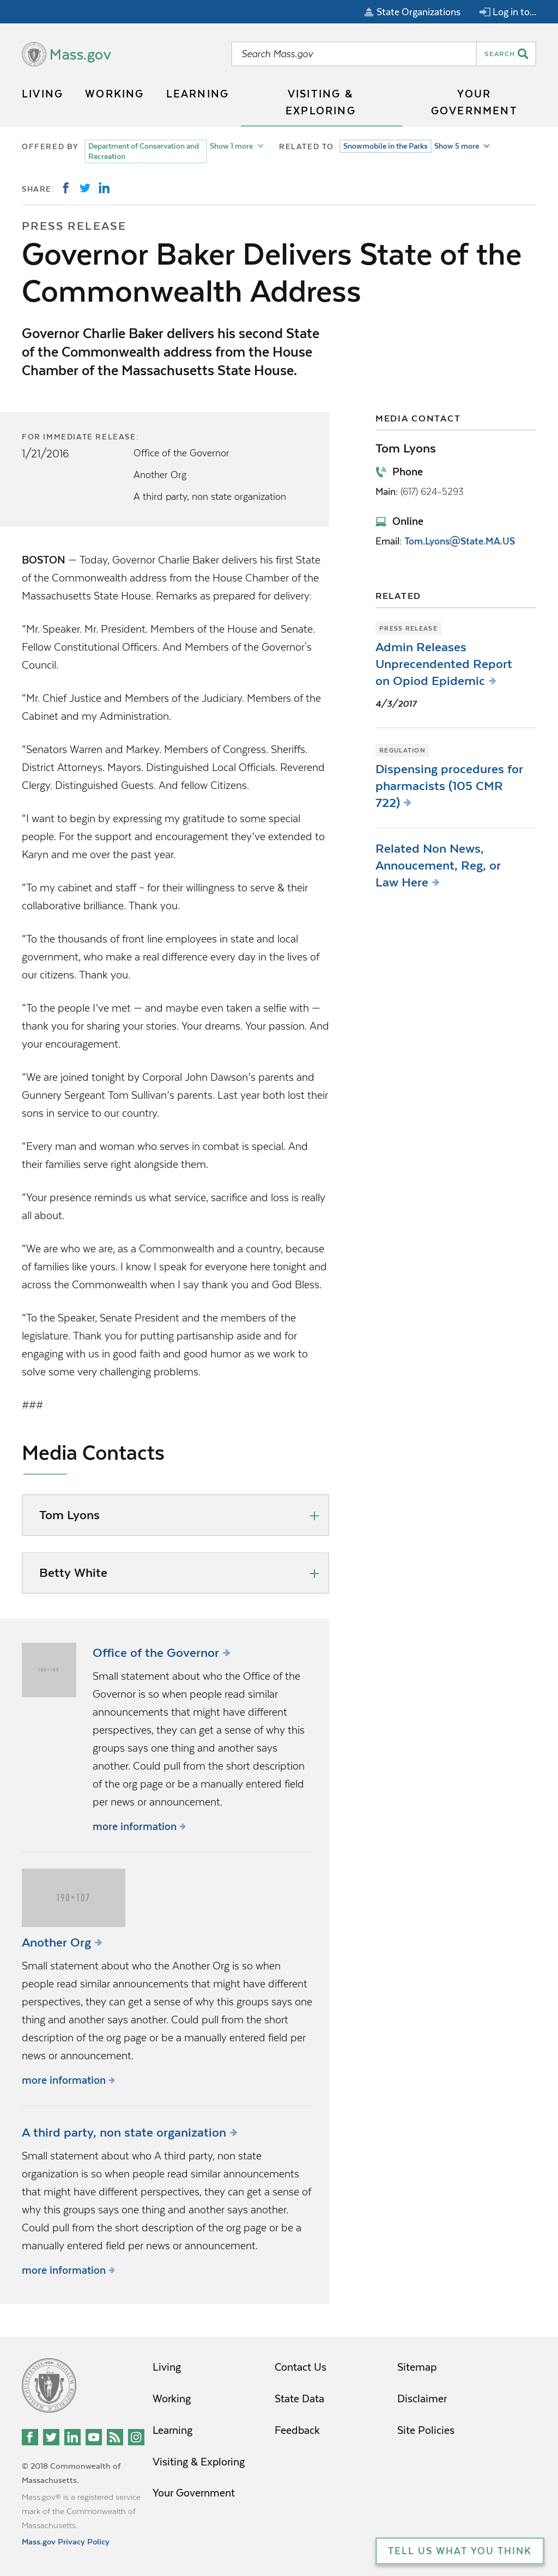 State Organizations
Log in to...
Mass.gov
Search Mass.gov
SEARCH
LIVING
WORKING
LEARNING
VISITING &
EXPLORING
YOUR
GOVERNMENT
OFFERED BY
Department of Conservation and
Recreation
Show 1 more
RELATED TO
Snowmobile in the Parks
Show 5 more
SHARE:
PRESS RELEASE
Governor Baker Delivers State of the
Commonwealth Address
Governor Charlie Baker delivers his second State
of the Commonwealth address from the House
Chamber of the Massachusetts State House.
FOR IMMEDIATE RELEASE:
1/21/2016
Office of the Governor
Another Org
A third party, non state organization
MEDIA CONTACT
Tom Lyons
Phone
Main: (617) 624-5293
Online
Email: Tom.Lyons@State.MA.US
RELATED
PRESS RELEASE
Admin Releases
Unprecendented Report
on Opiod Epidemic
4/3/2017
REGULATION
Dispensing procedures for
pharmacists (105 CMR
722)
Related Non News,
Annoucement, Reg, or
Law Here
BOSTON — Today, Governor Charlie Baker delivers his first State
of the Commonwealth address from the House Chamber of the
Massachusetts State House. Remarks as prepared for delivery:
“Mr. Speaker. Mr. President. Members of the House and Senate.
Fellow Constitutional Officers. And Members of the Governor's
Council.
“Mr. Chief Justice and Members of the Judiciary. Members of the
Cabinet and my Administration.
“Senators Warren and Markey. Members of Congress. Sheriffs.
District Attorneys. Mayors. Distinguished Local Officials. Reverend
Clergy. Distinguished Guests. And fellow Citizens.
“I want to begin by expressing my gratitude to some special
people. For the support and encouragement they’ve extended to
Karyn and me over the past year.
“To my cabinet and staff – for their willingness to serve & their
collaborative brilliance. Thank you.
“To the thousands of front line employees in state and local
government, who make a real difference every day in the lives of
our citizens. Thank you.
“To the people I’ve met — and maybe even taken a selfie with —
thank you for sharing your stories. Your dreams. Your passion. And
your encouragement.
“We are joined tonight by Corporal John Dawson’s parents and
Gunnery Sergeant Tom Sullivan’s parents. Last year both lost their
sons in service to our country.
“Every man and woman who serves in combat is special. And
their families serve right alongside them.
“Your presence reminds us what service, sacrifice and loss is really
all about.
“We are who we are, as a Commonwealth and a country, because
of families like yours. I know I speak for everyone here tonight and
across the Commonwealth when I say thank you and God Bless.
“To the Speaker, Senate President and the members of the
legislature. Thank you for putting partisanship aside and for
engaging with us in good faith and good humor as we work to
solve some very challenging problems.
###
Media Contacts
Tom Lyons
Betty White
100×100
Office of the Governor
Small statement about who the Office of the
Governor is so when people read similar
announcements that might have different
perspectives, they can get a sense of why this
groups says one thing and another says
another. Could pull from the short description
of the org page or be a manually entered field
per news or announcement.
more information
190×107
Another Org
Small statement about who the Another Org is so when
people read similar announcements that might have different
perspectives, they can get a sense of why this groups says one
thing and another says another. Could pull from the short
description of the org page or be a manually entered field per
news or announcement.
more information
A third party, non state organization
Small statement about who A third party, non state
organization is so when people read similar announcements
that might have different perspectives, they can get a sense of
why this groups says one thing and another says another.
Could pull from the short description of the org page or be a
manually entered field per news or announcement.
more information
Living
Working
Learning
Visiting & Exploring
Your Government
Contact Us
State Data
Feedback
Sitemap
Disclaimer
Site Policies
© 2018 Commonwealth of
Massachusetts.
Mass.gov® is a registered service
mark of the Commonwealth of
Massachusetts.
Mass.gov Privacy Policy
TELL US WHAT YOU THINK